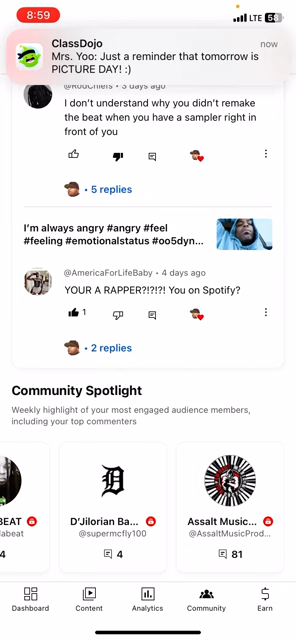 8:59
LTE 53
ClassDojo
now
Mrs. Yoo: Just a reminder that tomorrow is
PICTURE DAY! :)
@RodChiefs • 3 days ago
I don't understand why you didn't remake
the beat when you have a sampler right in
front of you
• 5 replies
I'm always angry #angry #feel
#feeling #emotionalstatus #oo5dyn...
@AmericaForLifeBaby • 4 days ago
YOUR A RAPPER?!?!?! You on Spotify?
1
• 2 replies
Community Spotlight
Weekly highlight of your most engaged audience members,
including your top commenters
BEAT
D'Jilorian Ba...
Assalt Music...
abeat
@supermcfly100
@AssaltMusicProd...
4
4
81
Dashboard
Content
Analytics
Community
Earn